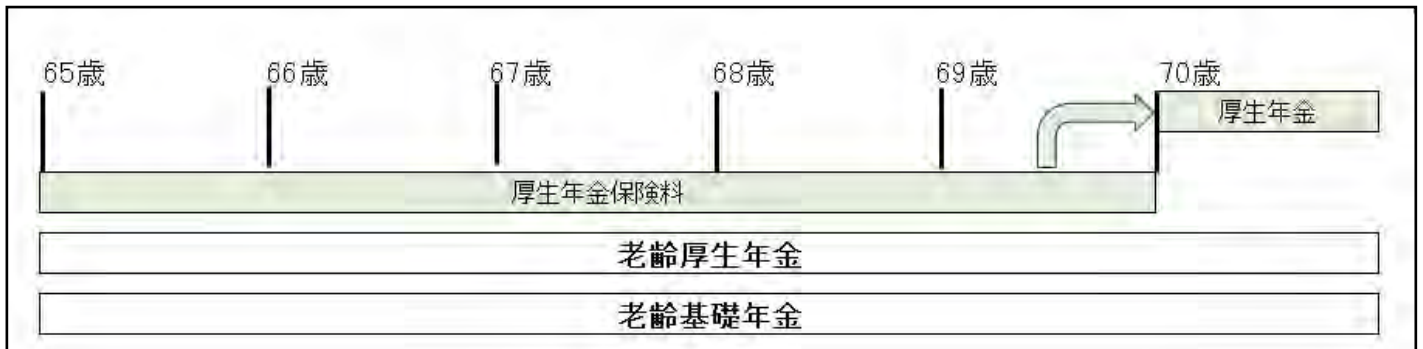 65歳 66歳 67歳 68歳 69歳 70歳
厚生年金
厚生年金保険料
老齢厚生年金
老齢基礎年金